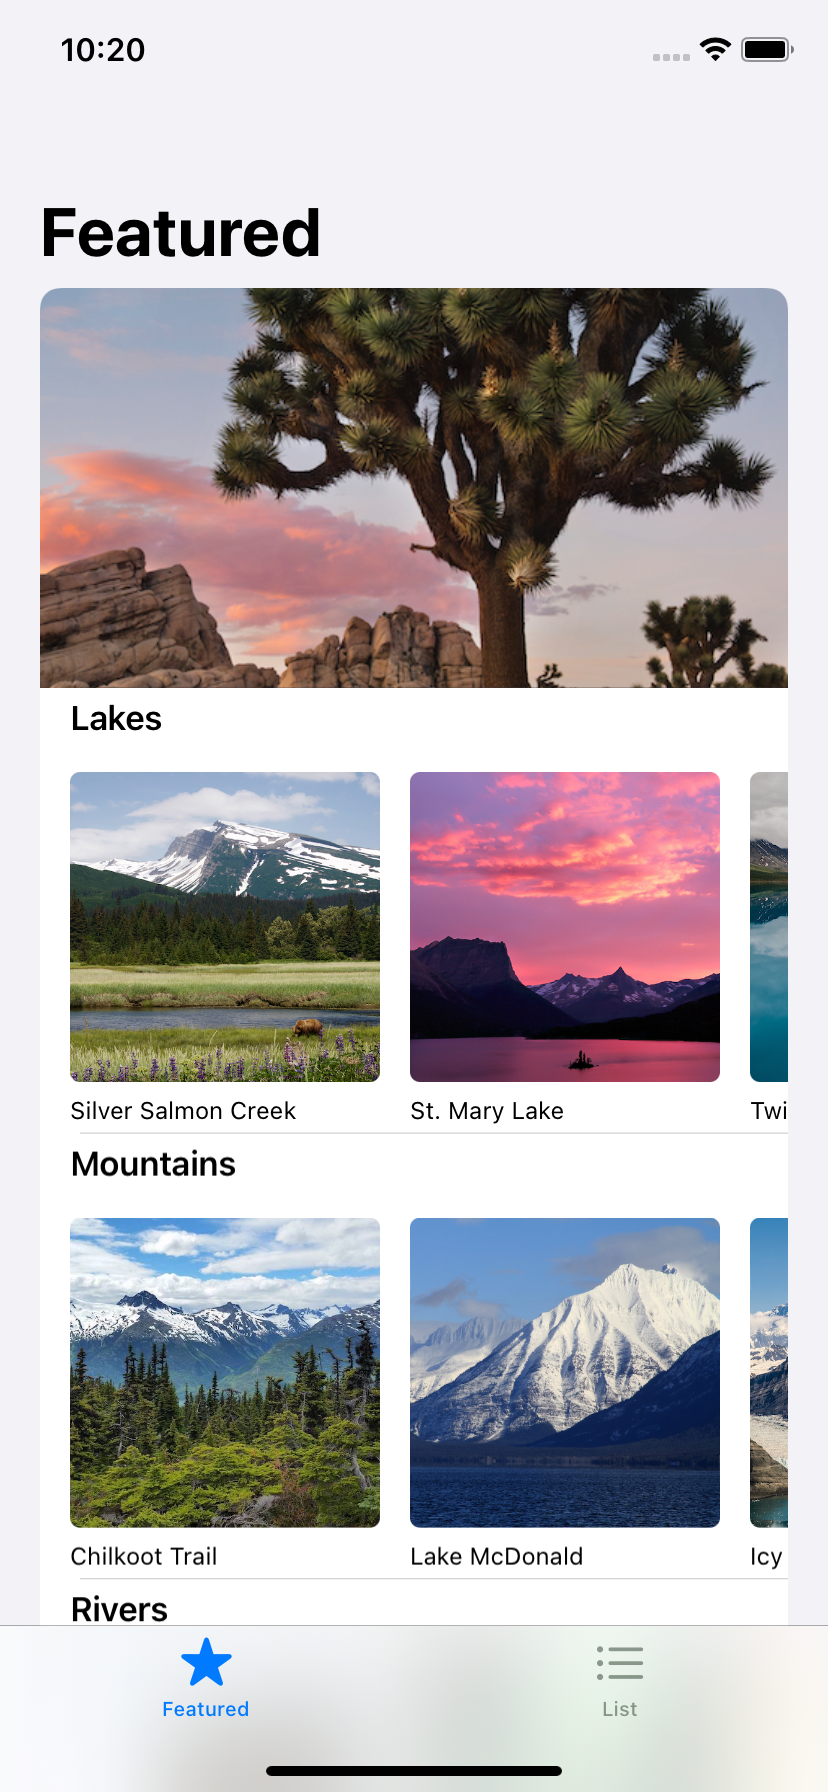 10:20
Featured
Lakes
Silver Salmon Creek
St. Mary Lake
Twi
Mountains
Chilkoot Trail
Lake McDonald
Icy
Rivers
Featured
List